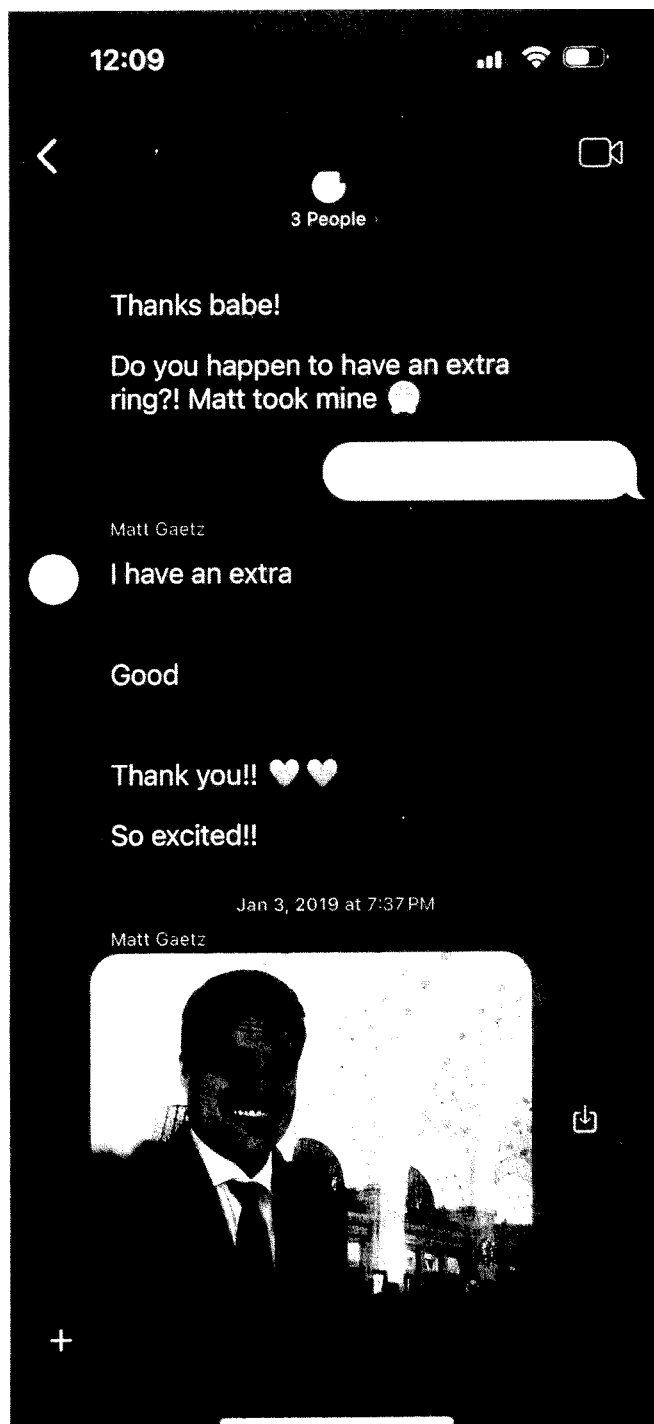 12:09
3 People
Thanks babe!
Do you happen to have an extra
ring?! Matt took mine
Matt Gaetz
I have an extra
Good
Thank you!! 🤍🤍
So excited!!
Jan 3, 2019 at 7:37 PM
Matt Gaetz